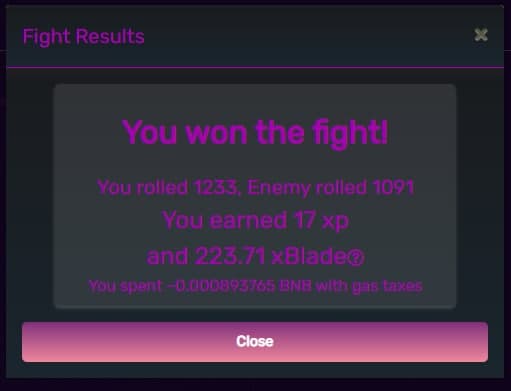 Fight Results
×
You won the fight!
You rolled 1233, Enemy rolled 1091
You earned 17 xp
and 223.71 xBlade?
You spent ~0.000893765 BNB with gas taxes
Close